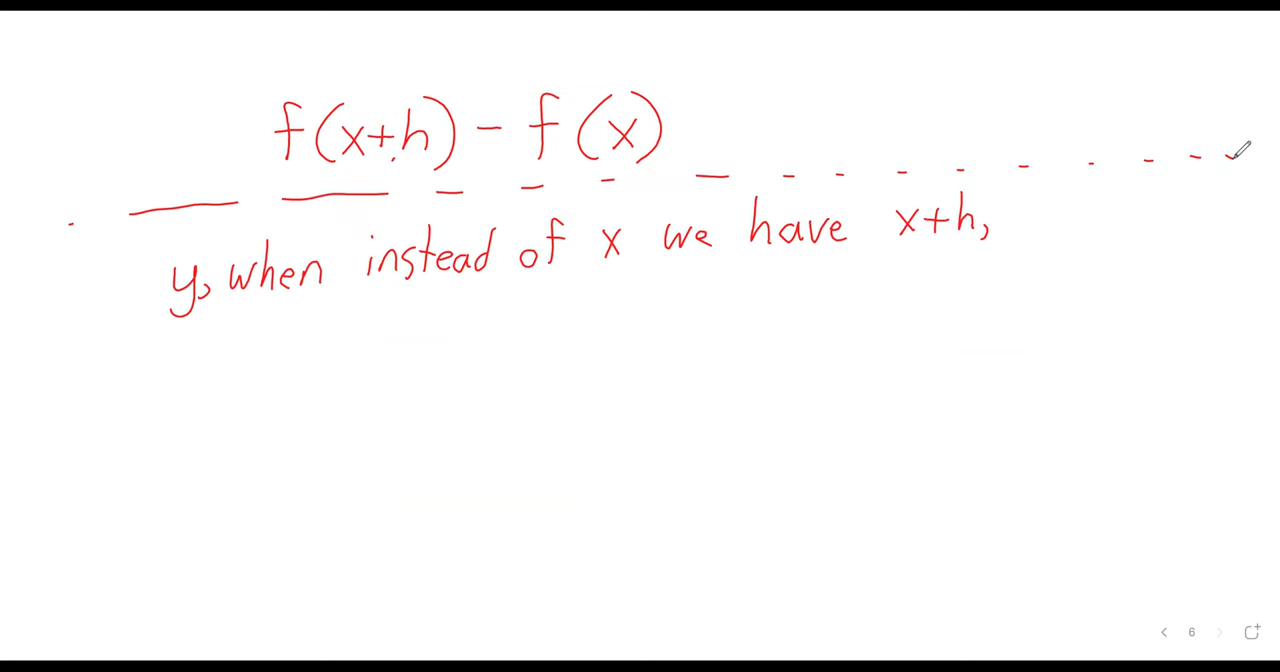 f(x+h) - f(x)
y, when instead of x we have x+h,
6